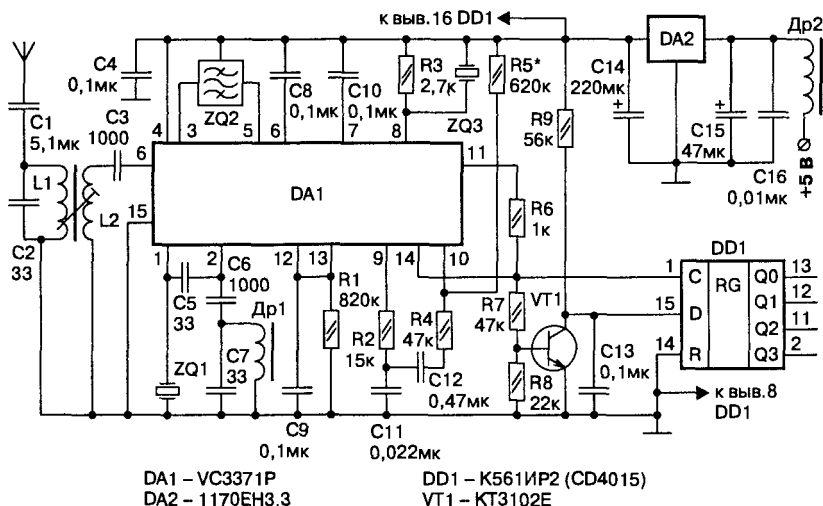 к выв.16 DD1
C4
0,1мк
ZQ2
C8
0,1мк
C10
0,1мк
R3
2,7к
ZQ3
R5*
620к
R9
56к
C14
220мк
+
DA2
+
C15
47мк
C16
0,01мк
Др2
+5 В
C1
5,1мк
C3
1000
L1
L2
C2
33
4
3
5
6
7
8
6
15
DA1
11
1
2
12
13
9
14
10
R6
1к
C5
33
C6
1000
Др1
C7
33
ZQ1
C9
0,1мк
R1
820к
R2
15к
R4
47к
C12
0,47мк
C11
0,022мк
R7
47к
R8
22к
VT1
C13
0,1мк
DD1
1
15
14
C
D
R
RG
Q0
Q1
Q2
Q3
13
12
11
2
к выв.8
DD1
DA1 – VC3371P
DD1 – К561ИР2 (CD4015)
DA2 – 1170ЕН3.3
VT1 – КТ3102Е